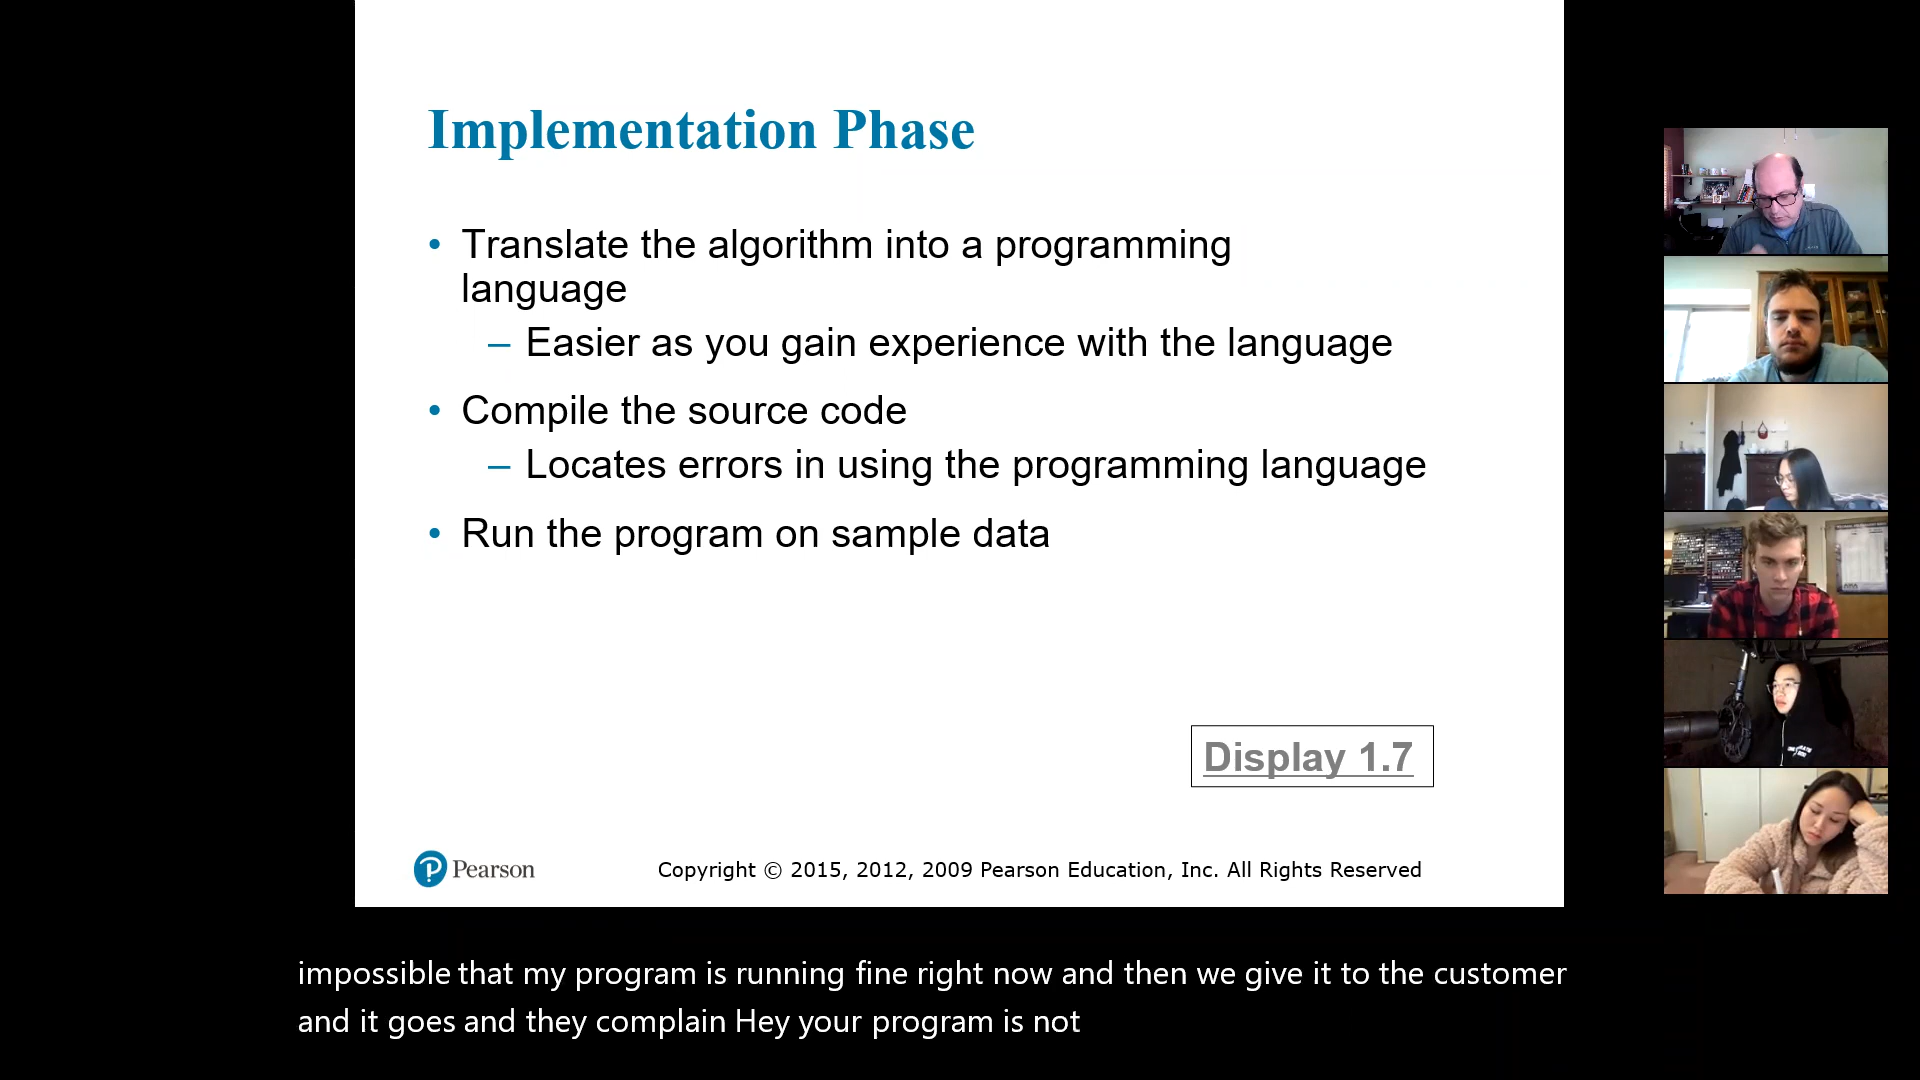 Implementation Phase
• Translate the algorithm into a programming
language
– Easier as you gain experience with the language
• Compile the source code
– Locates errors in using the programming language
• Run the program on sample data
Display 1.7
Pearson
Copyright © 2015, 2012, 2009 Pearson Education, Inc. All Rights Reserved
impossible that my program is running fine right now and then we give it to the customer
and it goes and they complain Hey your program is not